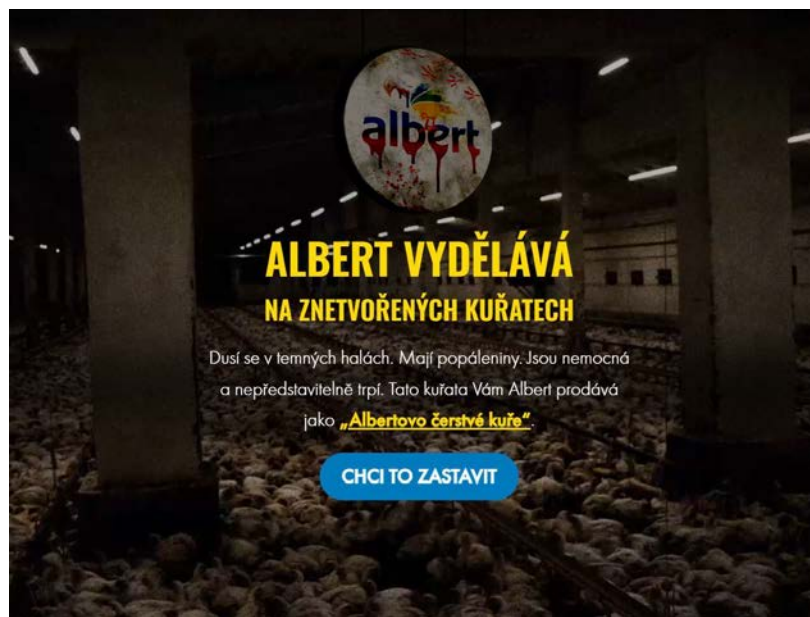 albert
ALBERT VYDĚLÁVÁ
NA ZNETVOŘENÝCH KUŘATECH
Dusí se v temných halách. Mají popáleniny. Jsou nemocná
a nepředstavitelně trpí. Tato kuřata Vám Albert prodává
jako „Albertovo čerstvé kuře“.
CHCI TO ZASTAVIT